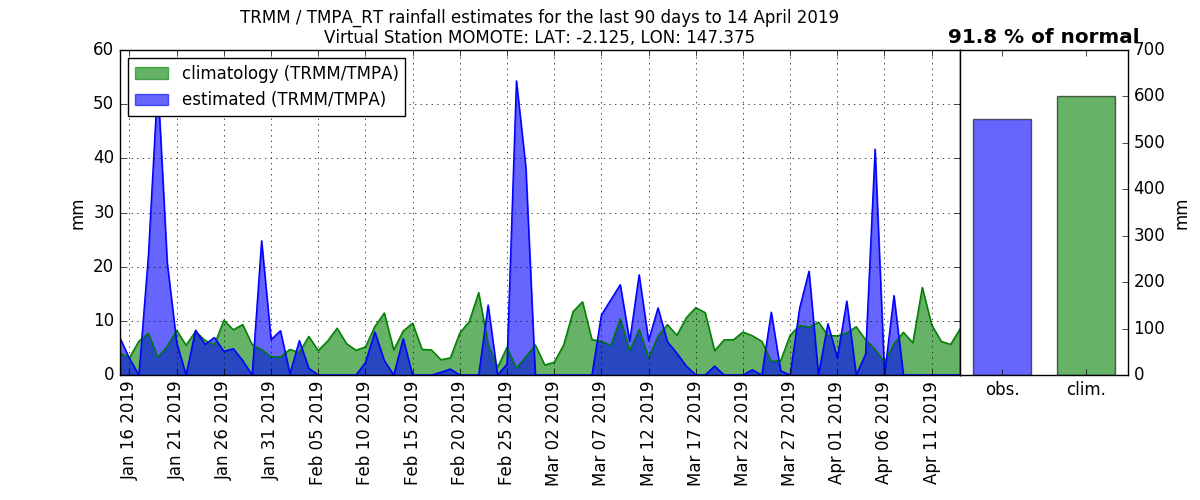 TRMM / TMPA_RT rainfall estimates for the last 90 days to 14 April 2019
Virtual Station MOMOTE: LAT: -2.125, LON: 147.375
91.8 % of normal
climatology (TRMM/TMPA)
estimated (TRMM/TMPA)
60
50
40
30
20
10
0
mm
Jan 16 2019
Jan 21 2019
Jan 26 2019
Jan 31 2019
Feb 05 2019
Feb 10 2019
Feb 15 2019
Feb 20 2019
Feb 25 2019
Mar 02 2019
Mar 07 2019
Mar 12 2019
Mar 17 2019
Mar 22 2019
Mar 27 2019
Apr 01 2019
Apr 06 2019
Apr 11 2019
obs.
clim.
700
600
500
400
300
200
100
0
mm